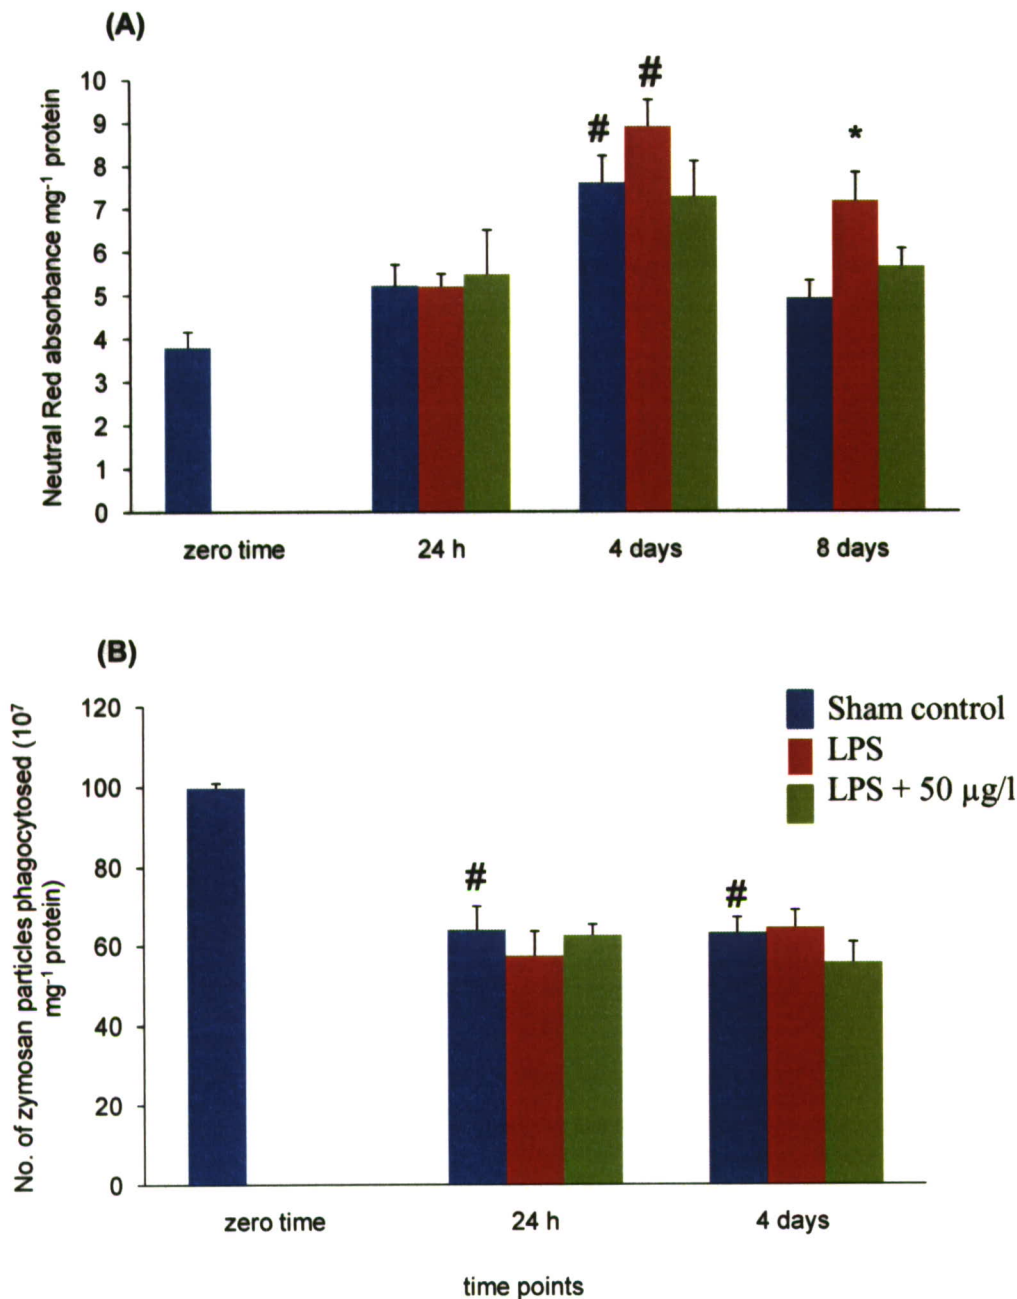 (A)
Neutral Red absorbance mg⁻¹ protein
10
9
8
7
6
5
4
3
2
1
0
#
#
*
zero time
24 h
4 days
8 days
(B)
No. of zymosan particles phagocytosed (10⁷
mg⁻¹ protein)
120
100
80
60
40
20
0
#
#
Sham control
LPS
LPS + 50 µg/l
zero time
24 h
4 days
time points